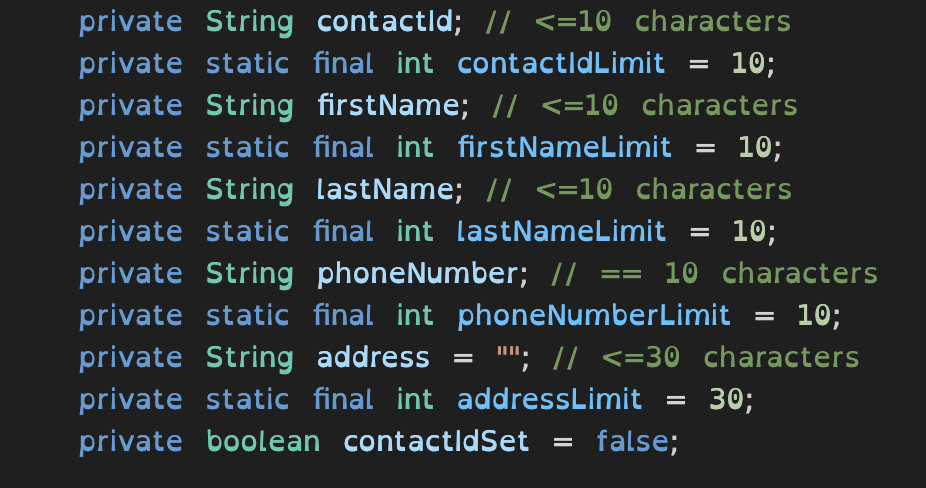 private String contactId; // <=10 characters
private static final int contactIdLimit = 10;
private String firstName; // <=10 characters
private static final int firstNameLimit = 10;
private String lastName; // <=10 characters
private static final int lastNameLimit = 10;
private String phoneNumber; // == 10 characters
private static final int phoneNumberLimit = 10;
private String address = ""; // <=30 characters
private static final int addressLimit = 30;
private boolean contactIdSet = false;